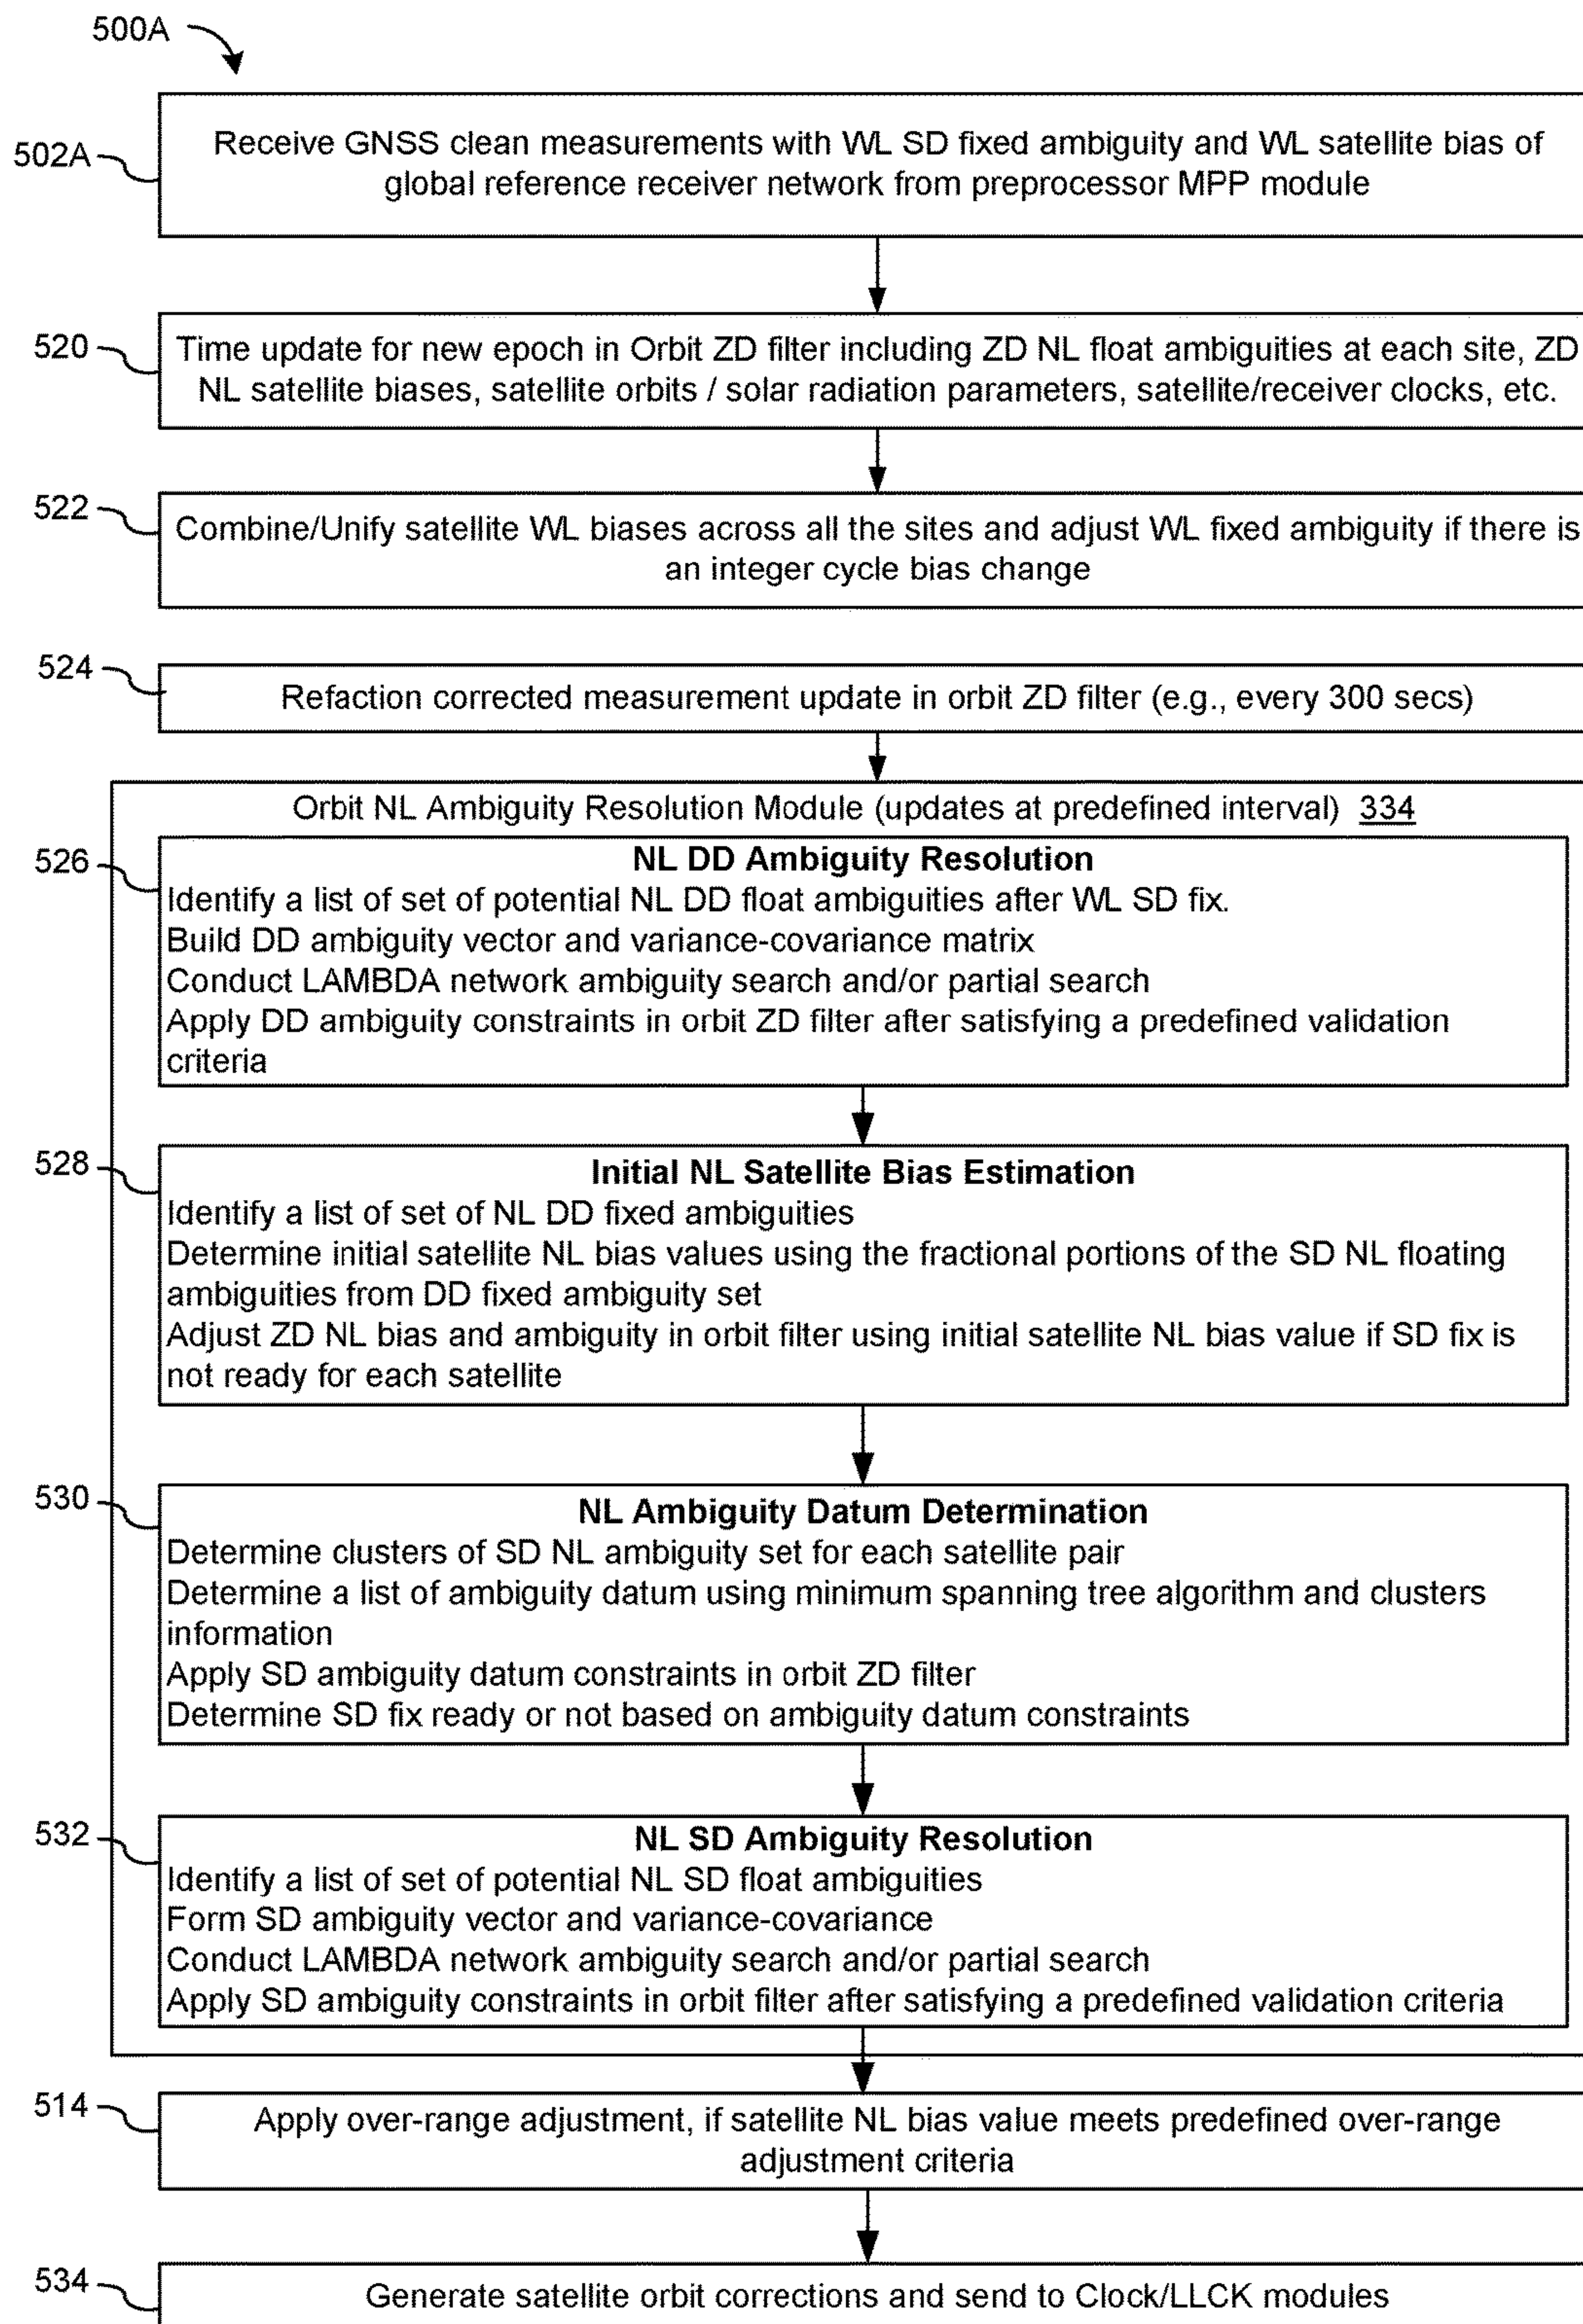 500A
502A
Receive GNSS clean measurements with WL SD fixed ambiguity and WL satellite bias of
global reference receiver network from preprocessor MPP module
520
Time update for new epoch in Orbit ZD filter including ZD NL float ambiguities at each site, ZD
NL satellite biases, satellite orbits / solar radiation parameters, satellite/receiver clocks, etc.
522
Combine/Unify satellite WL biases across all the sites and adjust WL fixed ambiguity if there is
an integer cycle bias change
524
Refaction corrected measurement update in orbit ZD filter (e.g., every 300 secs)
Orbit NL Ambiguity Resolution Module (updates at predefined interval) 334
526
NL DD Ambiguity Resolution
Identify a list of set of potential NL DD float ambiguities after WL SD fix.
Build DD ambiguity vector and variance-covariance matrix
Conduct LAMBDA network ambiguity search and/or partial search
Apply DD ambiguity constraints in orbit ZD filter after satisfying a predefined validation
criteria
528
Initial NL Satellite Bias Estimation
Identify a list of set of NL DD fixed ambiguities
Determine initial satellite NL bias values using the fractional portions of the SD NL floating
ambiguities from DD fixed ambiguity set
Adjust ZD NL bias and ambiguity in orbit filter using initial satellite NL bias value if SD fix is
not ready for each satellite
530
NL Ambiguity Datum Determination
Determine clusters of SD NL ambiguity set for each satellite pair
Determine a list of ambiguity datum using minimum spanning tree algorithm and clusters
information
Apply SD ambiguity datum constraints in orbit ZD filter
Determine SD fix ready or not based on ambiguity datum constraints
532
NL SD Ambiguity Resolution
Identify a list of set of potential NL SD float ambiguities
Form SD ambiguity vector and variance-covariance
Conduct LAMBDA network ambiguity search and/or partial search
Apply SD ambiguity constraints in orbit filter after satisfying a predefined validation criteria
514
Apply over-range adjustment, if satellite NL bias value meets predefined over-range
adjustment criteria
534
Generate satellite orbit corrections and send to Clock/LLCK modules